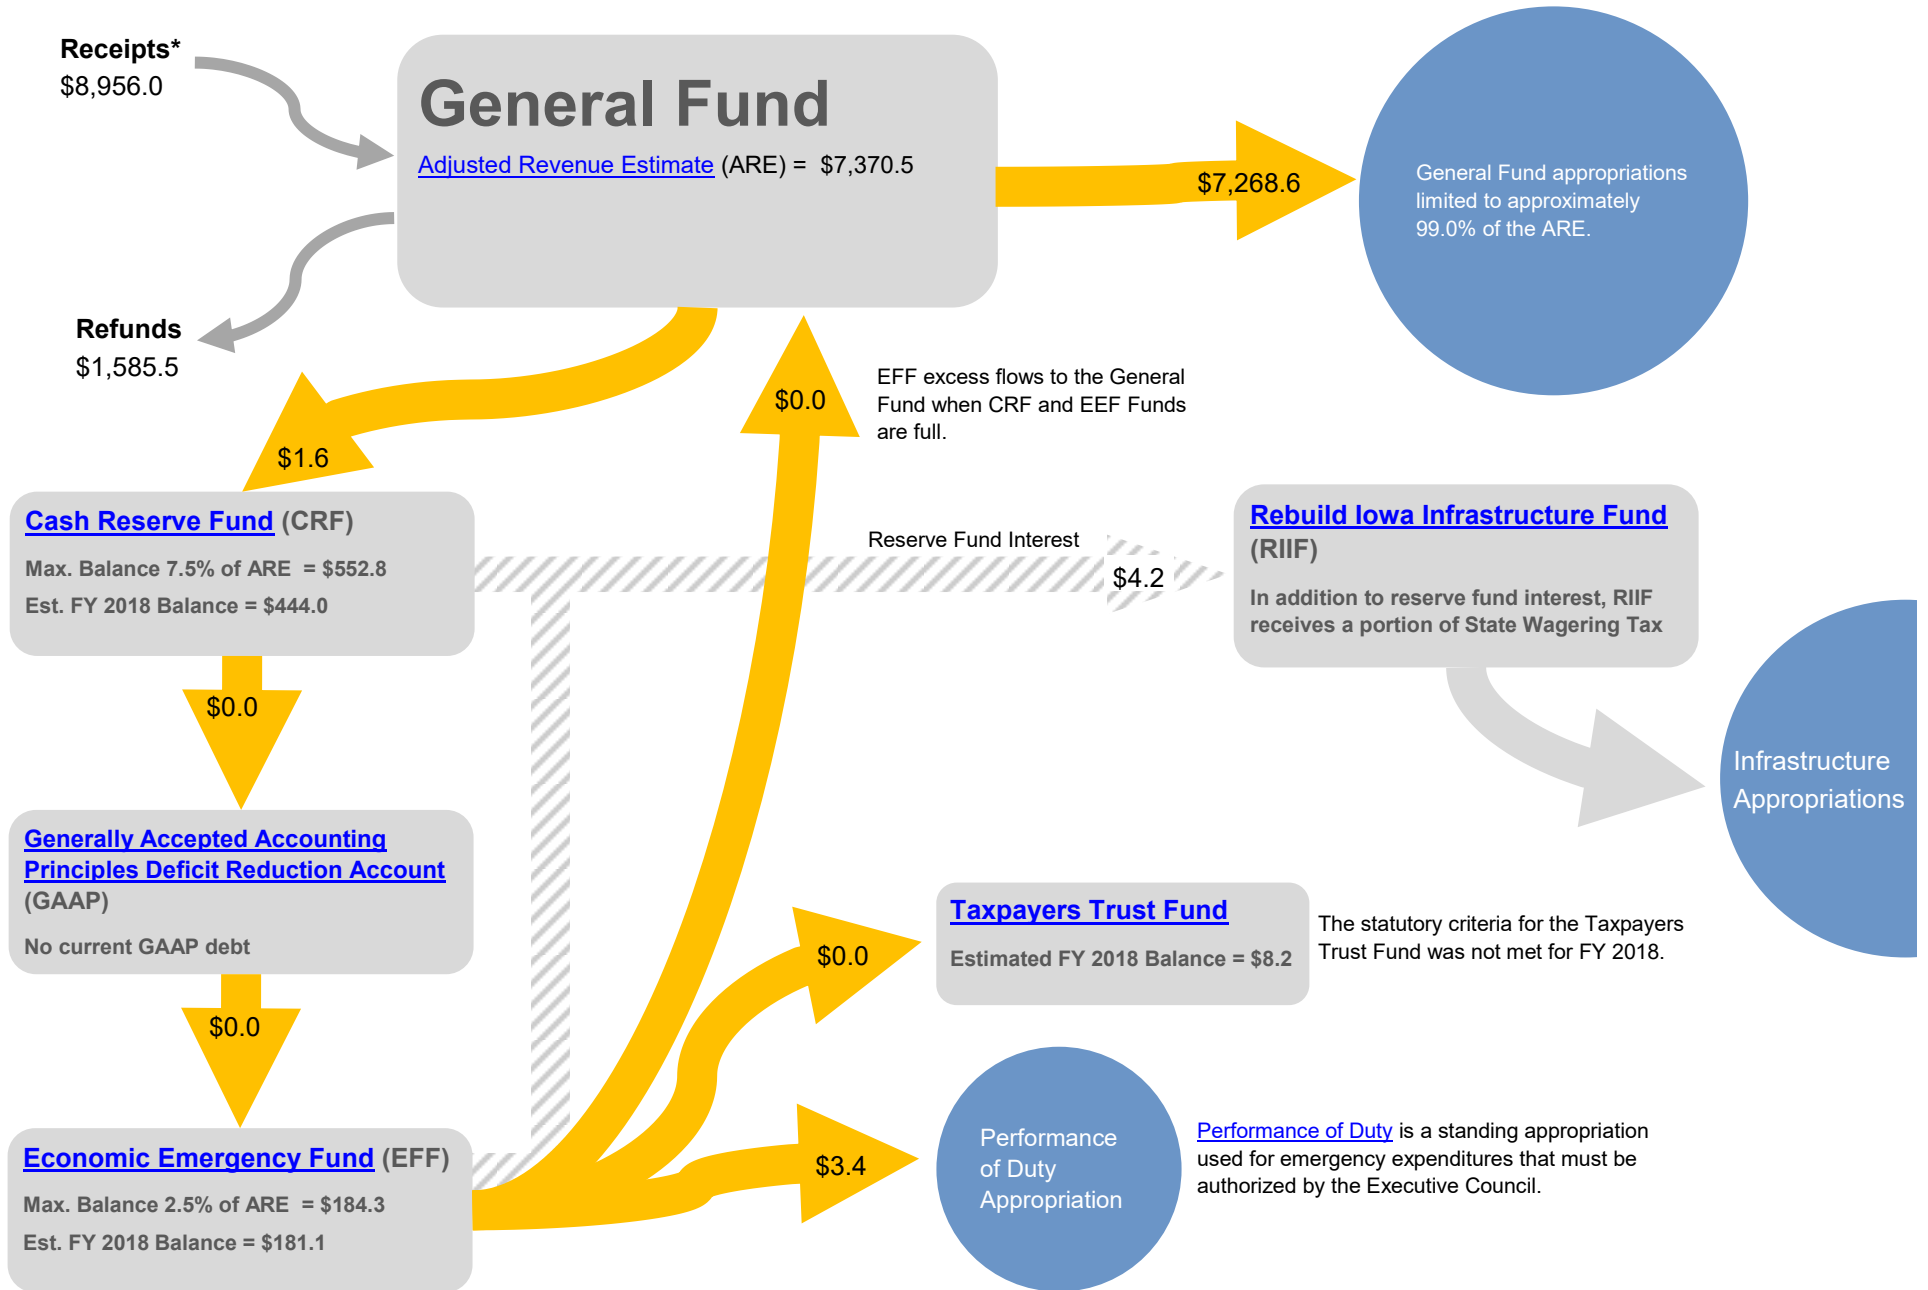 Receipts*
$8,956.0
General Fund
Adjusted Revenue Estimate (ARE) =  $7,370.5
$7,268.6
General Fund appropriations
limited to approximately
99.0% of the ARE.
Refunds
$1,585.5
$1.6
$0.0
EFF excess flows to the General
Fund when CRF and EEF Funds
are full.
Cash Reserve Fund (CRF)
Max. Balance 7.5% of ARE  = $552.8
Est. FY 2018 Balance = $444.0
Reserve Fund Interest
$4.2
Rebuild Iowa Infrastructure Fund
(RIIF)
In addition to reserve fund interest, RIIF
receives a portion of State Wagering Tax
$0.0
Infrastructure
Appropriations
Generally Accepted Accounting
Principles Deficit Reduction Account
(GAAP)
No current GAAP debt
$0.0
$0.0
Taxpayers Trust Fund
Estimated FY 2018 Balance = $8.2
The statutory criteria for the Taxpayers
Trust Fund was not met for FY 2018.
Economic Emergency Fund (EFF)
Max. Balance 2.5% of ARE  = $184.3
Est. FY 2018 Balance = $181.1
$3.4
Performance
of Duty
Appropriation
Performance of Duty is a standing appropriation
used for emergency expenditures that must be
authorized by the Executive Council.